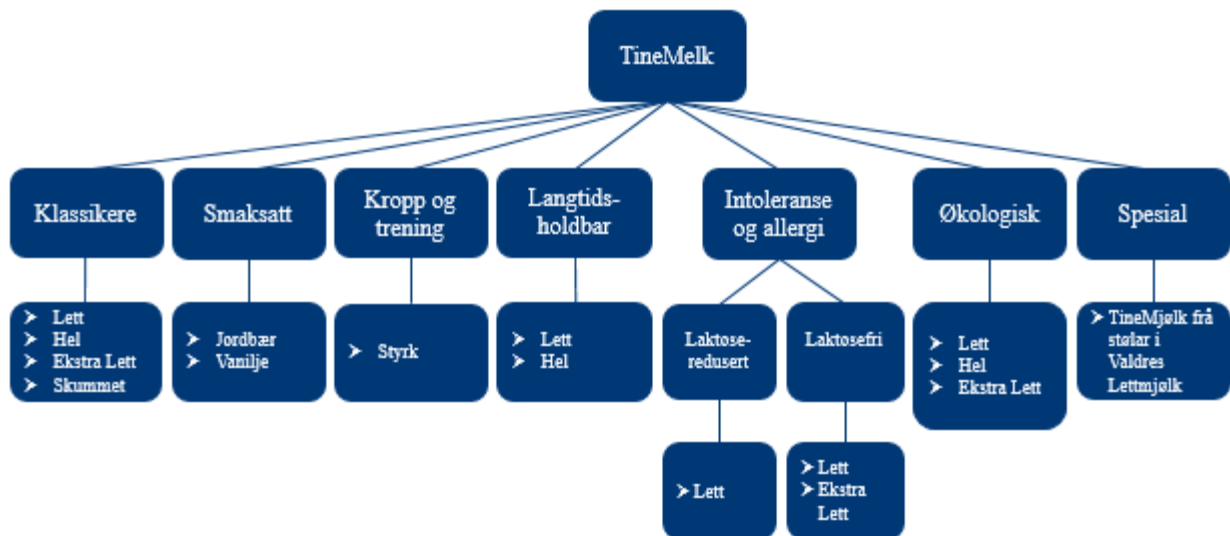 TineMelk
Klassikere
Smaksatt
Kropp og
trening
Langtids-
holdbar
Intoleranse
og allergi
Økologisk
Spesial
➤ Lett
➤ Hel
➤ Ekstra Lett
➤ Skummet
➤ Jordbær
➤ Vanilje
➤ Styrk
➤ Lett
➤ Hel
Laktose-
redusert
Laktosefri
➤ Lett
➤ Hel
➤ Ekstra Lett
➤ TineMjølk frå
stølar i
Valdres
Lettmjølk
➤ Lett
➤ Lett
➤ Ekstra
Lett